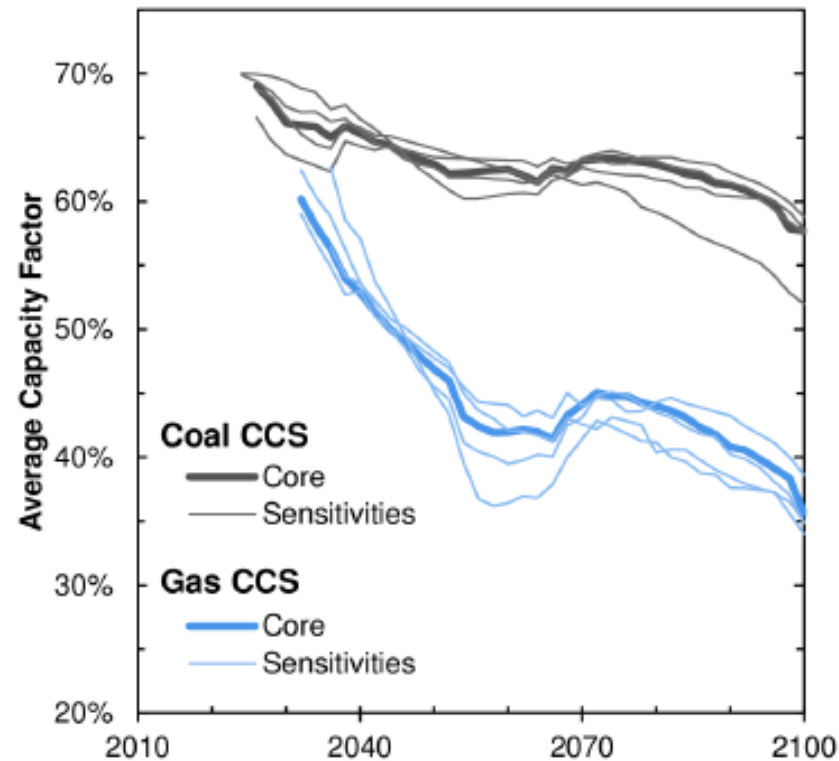 70%
60%
50%
40%
30%
20%
Average Capacity Factor
Coal CCS
Core
Sensitivities
Gas CCS
Core
Sensitivities
2010 2040 2070 2100